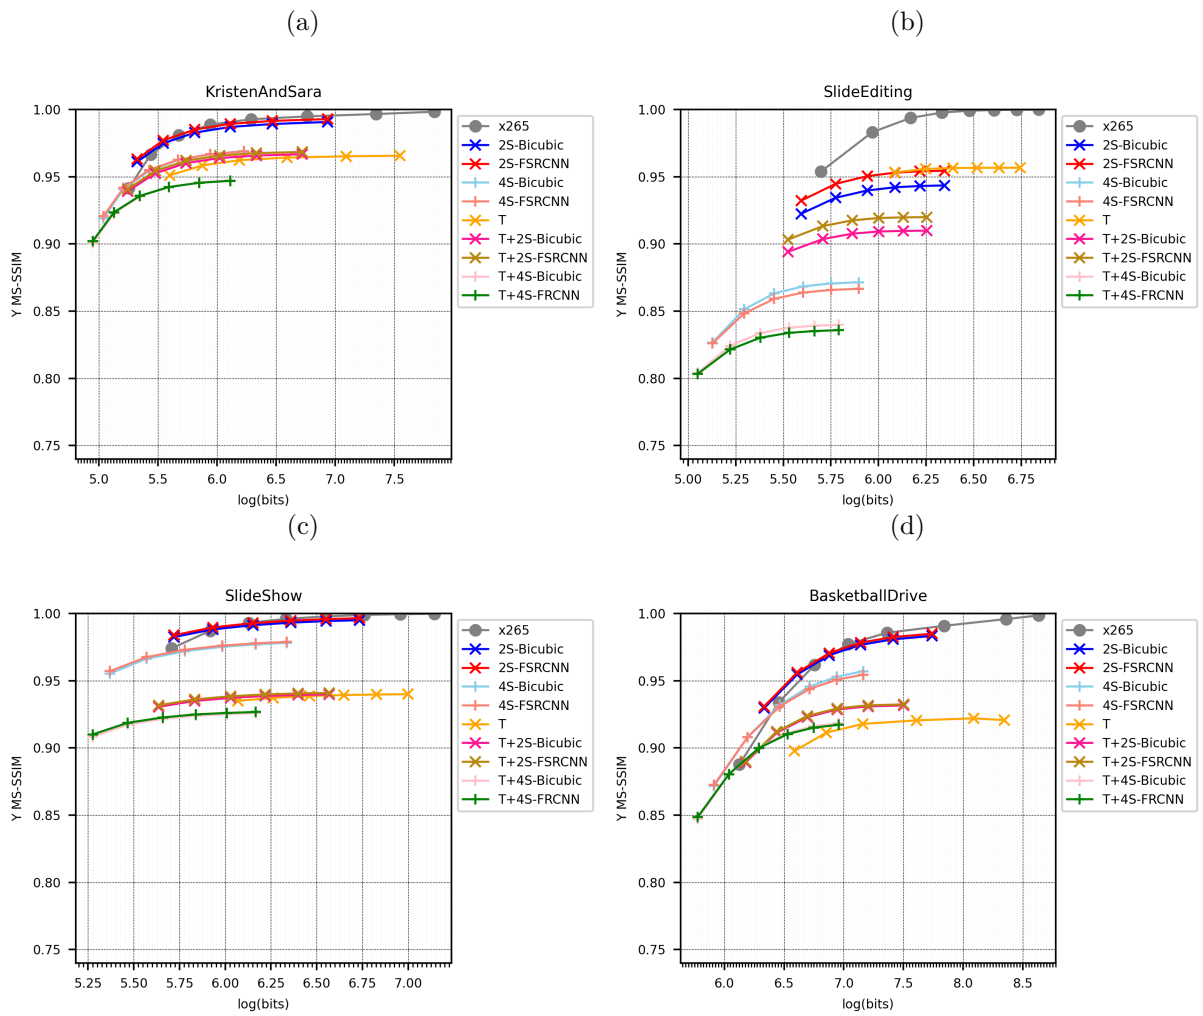 (a)
KristenAndSara
1.00
0.95
0.90
0.85
0.80
0.75
Y MS-SSIM
5.0 5.5 6.0 6.5 7.0 7.5
log(bits)
x265
2S-Bicubic
2S-FSRCNN
4S-Bicubic
4S-FSRCNN
T
T+2S-Bicubic
T+2S-FSRCNN
T+4S-Bicubic
T+4S-FRCNN
(b)
SlideEditing
1.00
0.95
0.90
0.85
0.80
0.75
Y MS-SSIM
5.00 5.25 5.50 5.75 6.00 6.25 6.50 6.75
log(bits)
x265
2S-Bicubic
2S-FSRCNN
4S-Bicubic
4S-FSRCNN
T
T+2S-Bicubic
T+2S-FSRCNN
T+4S-Bicubic
T+4S-FRCNN
(c)
SlideShow
1.00
0.95
0.90
0.85
0.80
0.75
Y MS-SSIM
5.25 5.50 5.75 6.00 6.25 6.50 6.75 7.00
log(bits)
x265
2S-Bicubic
2S-FSRCNN
4S-Bicubic
4S-FSRCNN
T
T+2S-Bicubic
T+2S-FSRCNN
T+4S-Bicubic
T+4S-FRCNN
(d)
BasketballDrive
1.00
0.95
0.90
0.85
0.80
0.75
Y MS-SSIM
6.0 6.5 7.0 7.5 8.0 8.5
log(bits)
x265
2S-Bicubic
2S-FSRCNN
4S-Bicubic
4S-FSRCNN
T
T+2S-Bicubic
T+2S-FSRCNN
T+4S-Bicubic
T+4S-FRCNN